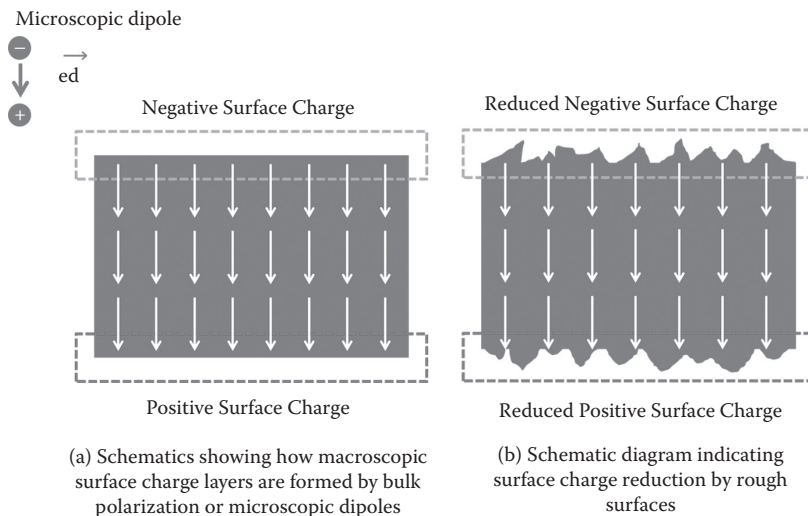 Microscopic dipole
−
ed
+
Negative Surface Charge
Reduced Negative Surface Charge
Positive Surface Charge
Reduced Positive Surface Charge
(a) Schematics showing how macroscopic
surface charge layers are formed by bulk
polarization or microscopic dipoles
(b) Schematic diagram indicating
surface charge reduction by rough
surfaces